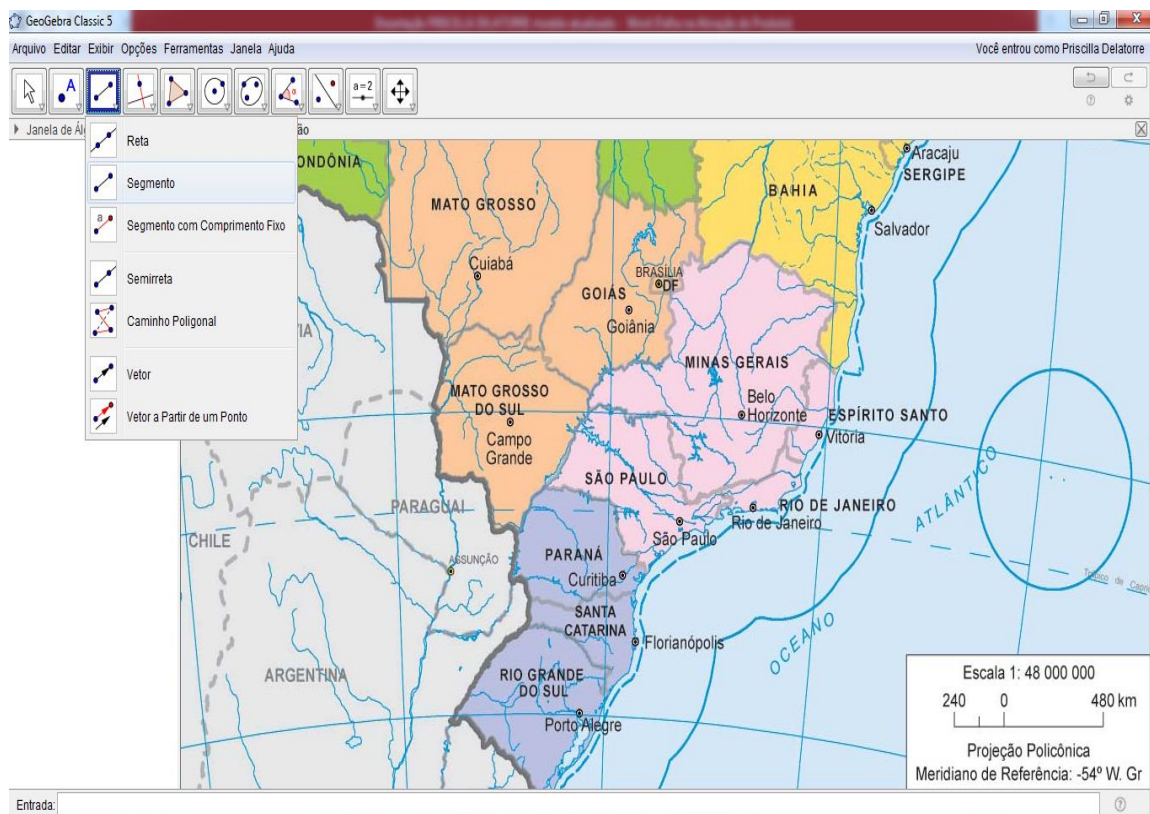 GeoGebra Classic 5
Arquivo Editar Exibir Opções Ferramentas Janela Ajuda
Você entrou como Priscilla Delatorre
A
α
a=2
Janela de Ál
ão
Reta
Segmento
a
Segmento com Comprimento Fixo
Semirreta
Caminho Poligonal
Vetor
Vetor a Partir de um Ponto
ONDÔNIA
MATO GROSSO
Cuiabá
BAHIA
Aracaju
SERGIPE
Salvador
BRASÍLIA
DF
GOIÁS
Goiânia
IA
MINAS GERAIS
Belo
Horizonte
ESPÍRITO SANTO
Vitória
MATO GROSSO
DO SUL
Campo
Grande
SÃO PAULO
São Paulo
RIO DE JANEIRO
Rio de Janeiro
PARAGUAI
ASSUNÇÃO
CHILE
PARANÁ
Curitiba
SANTA
CATARINA
Florianópolis
ARGENTINA
RIO GRANDE
DO SUL
Porto Alegre
OCEANO ATLÂNTICO
Trópico de
Escala 1: 48 000 000
240 0 480 km
Projeção Policônica
Meridiano de Referência: -54º W. Gr
Entrada: